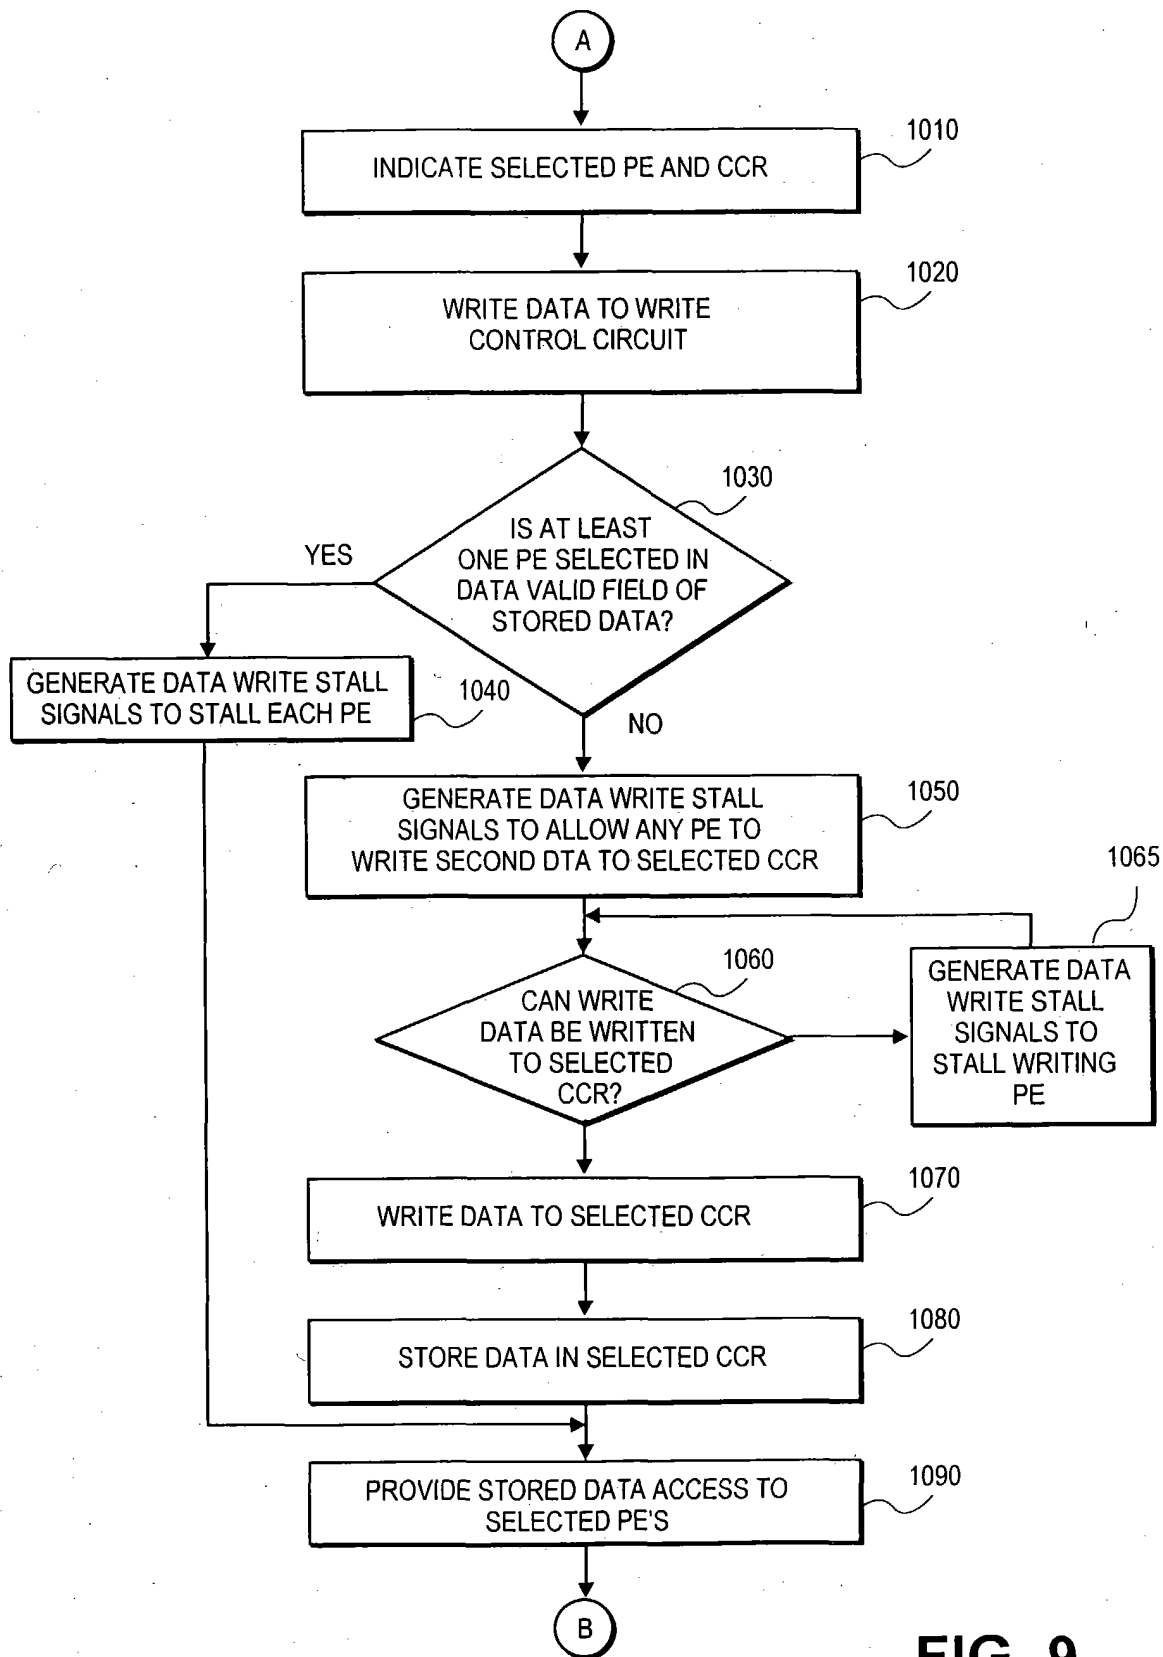 A
INDICATE SELECTED PE AND CCR
1010
WRITE DATA TO WRITE
CONTROL CIRCUIT
1020
IS AT LEAST
ONE PE SELECTED IN
DATA VALID FIELD OF
STORED DATA?
1030
YES
GENERATE DATA WRITE STALL
SIGNALS TO STALL EACH PE
1040
NO
GENERATE DATA WRITE STALL
SIGNALS TO ALLOW ANY PE TO
WRITE SECOND DTA TO SELECTED CCR
1050
CAN WRITE
DATA BE WRITTEN
TO SELECTED
CCR?
1060
1065
GENERATE DATA
WRITE STALL
SIGNALS TO
STALL WRITING
PE
WRITE DATA TO SELECTED CCR
1070
STORE DATA IN SELECTED CCR
1080
PROVIDE STORED DATA ACCESS TO
SELECTED PE'S
1090
B
FIG. 9